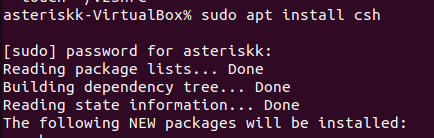 asteriskk-VirtualBox% sudo apt install csh
[sudo] password for asteriskk:
Reading package lists... Done
Building dependency tree... Done
Reading state information... Done
The following NEW packages will be installed: